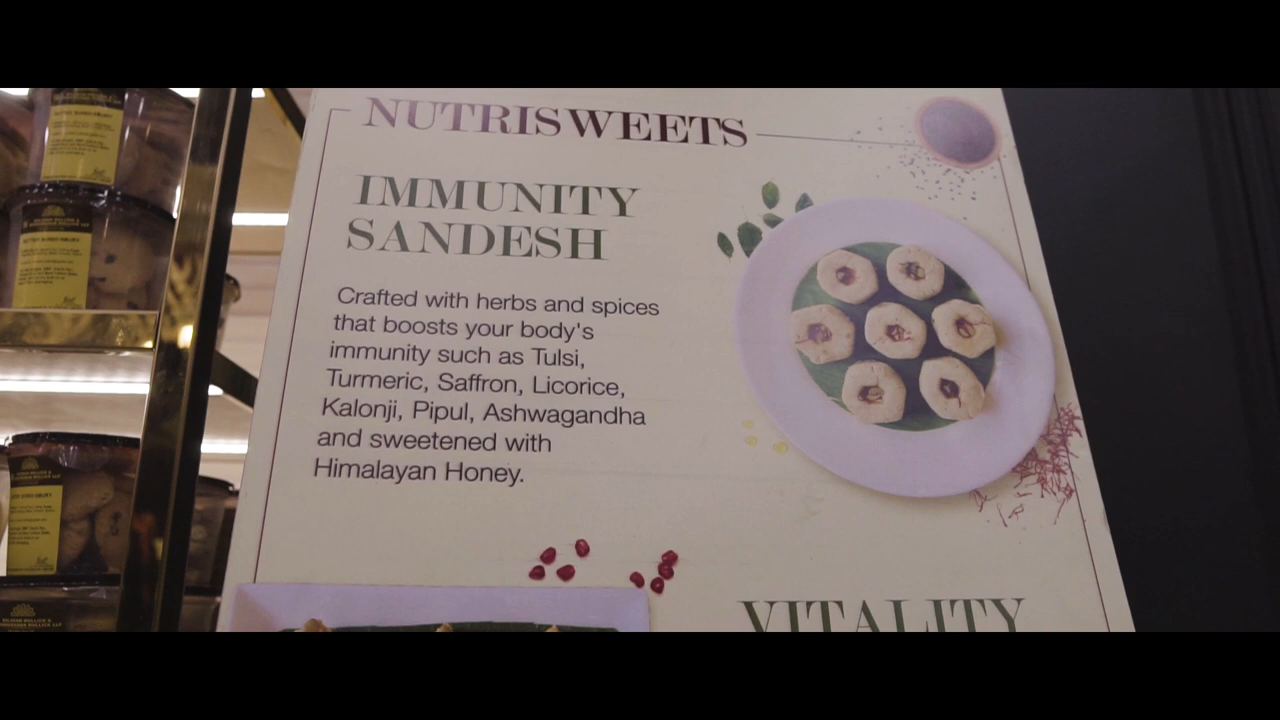 NUTRISWEETS
IMMUNITY
SANDESH
Crafted with herbs and spices
that boosts your body's
immunity such as Tulsi,
Turmeric, Saffron, Licorice,
Kalonji, Pipul, Ashwagandha
and sweetened with
Himalayan Honey.
VITALITY